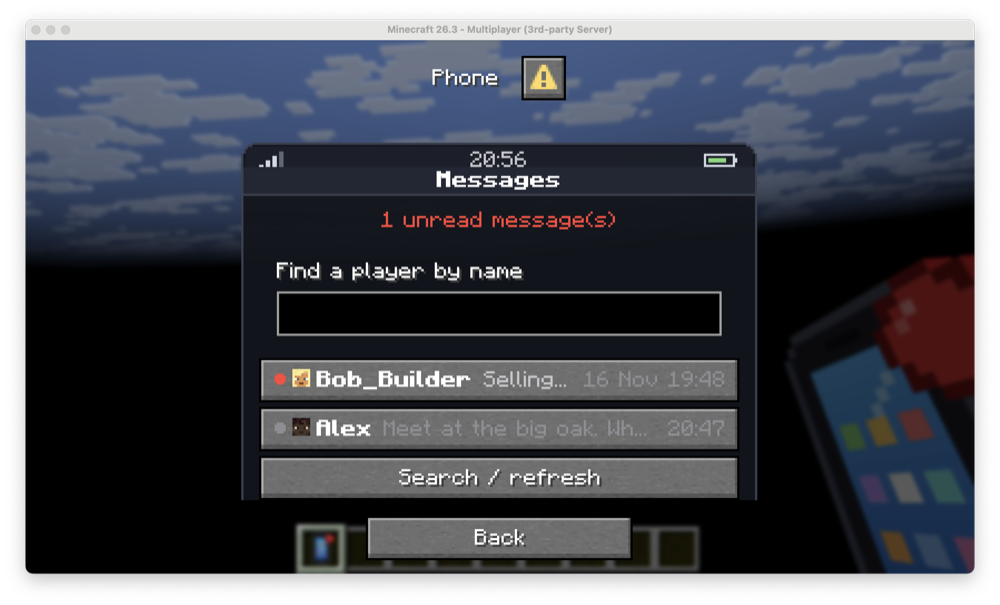 Minecraft 26.3 - Multiplayer (3rd-party Server)
Phone
20:56
Messages
1 unread message(s)
Find a player by name
Bob_Builder Selling... 16 Nov 19:48
Alex Meet at the big oak. Wh... 20:47
Search / refresh
Back